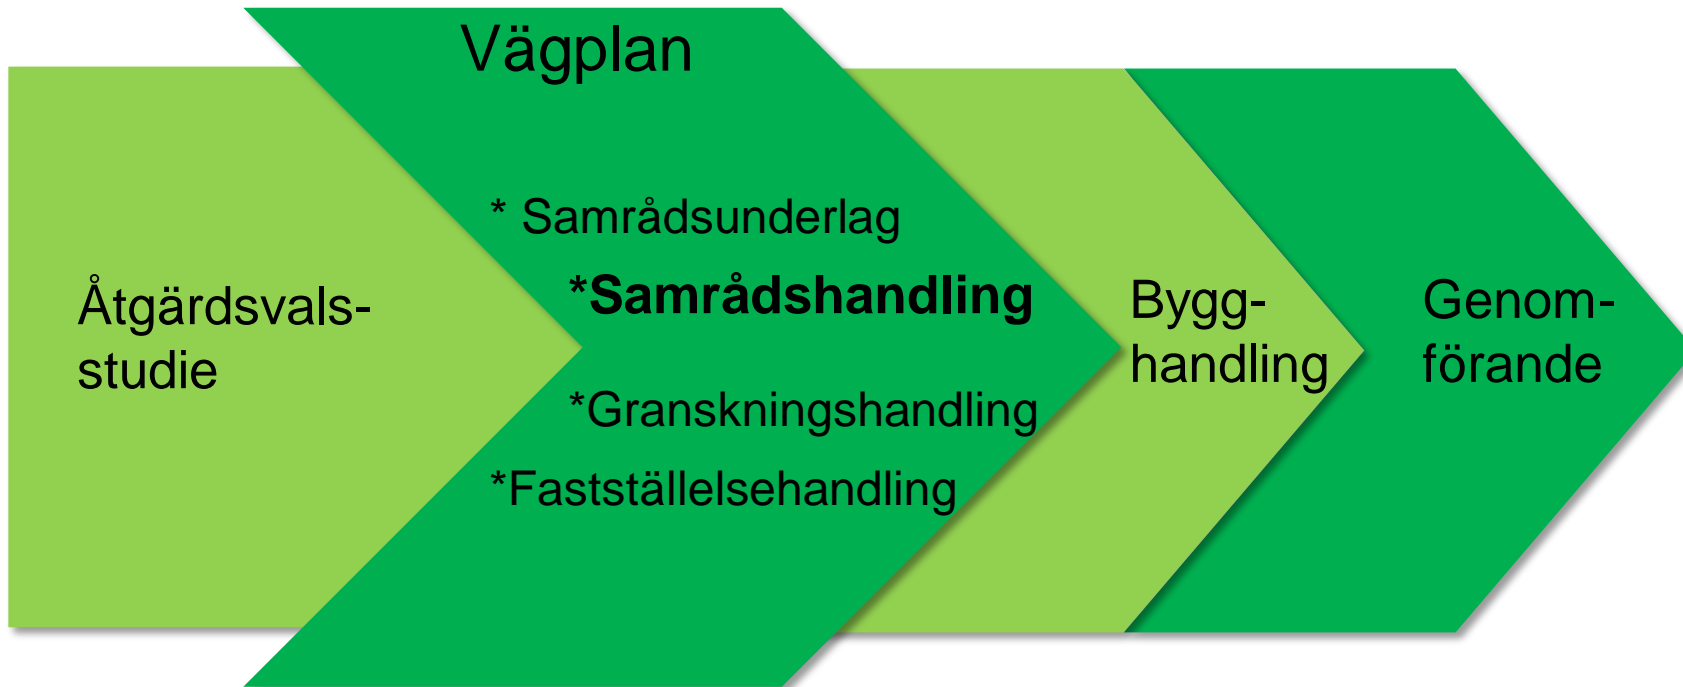 Vägplan
Åtgärdsvals-
studie
* Samrådsunderlag
*Samrådshandling
*Granskningshandling
*Fastställelsehandling
Bygg-
handling
Genom-
förande